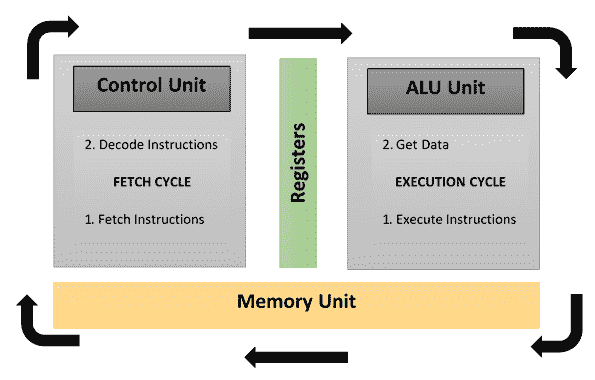 Control Unit
2. Decode Instructions
FETCH CYCLE
1. Fetch Instructions
Registers
ALU Unit
2. Get Data
EXECUTION CYCLE
1. Execute Instructions
Memory Unit